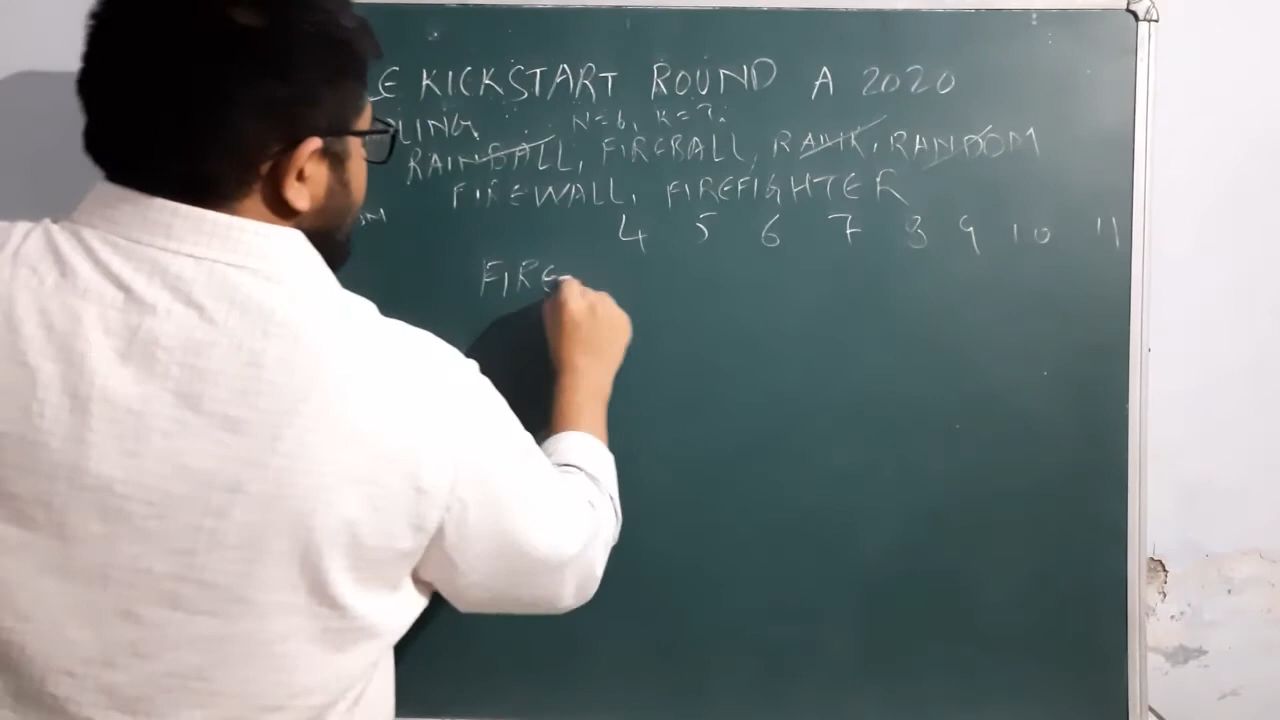 E KICKSTART ROUND A 2020
DLING N=6, K=3.
RAINBALL, FIREBALL, RANK, RANDOM
FIREWALL, FIREFIGHTER
4 5 6 7 8 9 10 11
FIRE